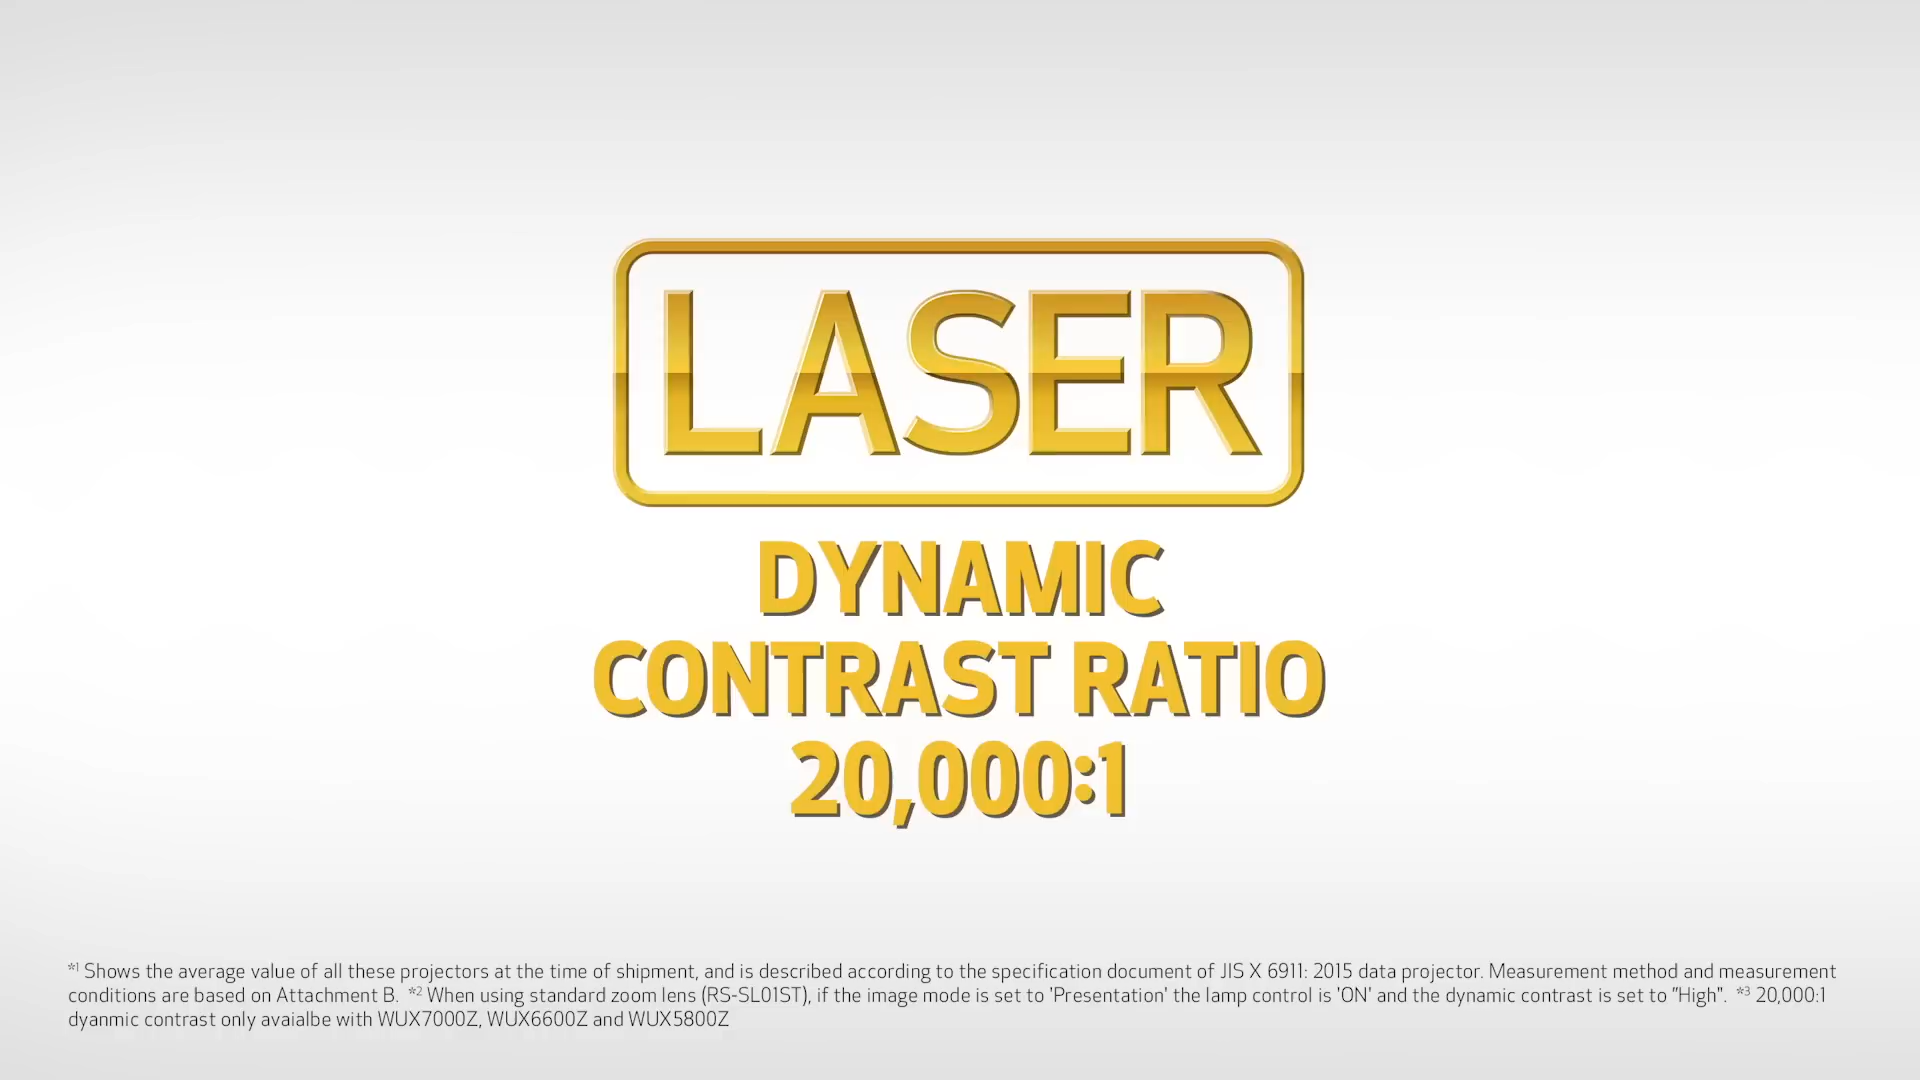 LASER
DYNAMIC
CONTRAST RATIO
20,000:1
*1 Shows the average value of all these projectors at the time of shipment, and is described according to the specification document of JIS X 6911: 2015 data projector. Measurement method and measurement
conditions are based on Attachment B. *2 When using standard zoom lens (RS-SL01ST), if the image mode is set to 'Presentation' the lamp control is 'ON' and the dynamic contrast is set to "High". *3 20,000:1
dyanmic contrast only avaialbe with WUX7000Z, WUX6600Z and WUX5800Z